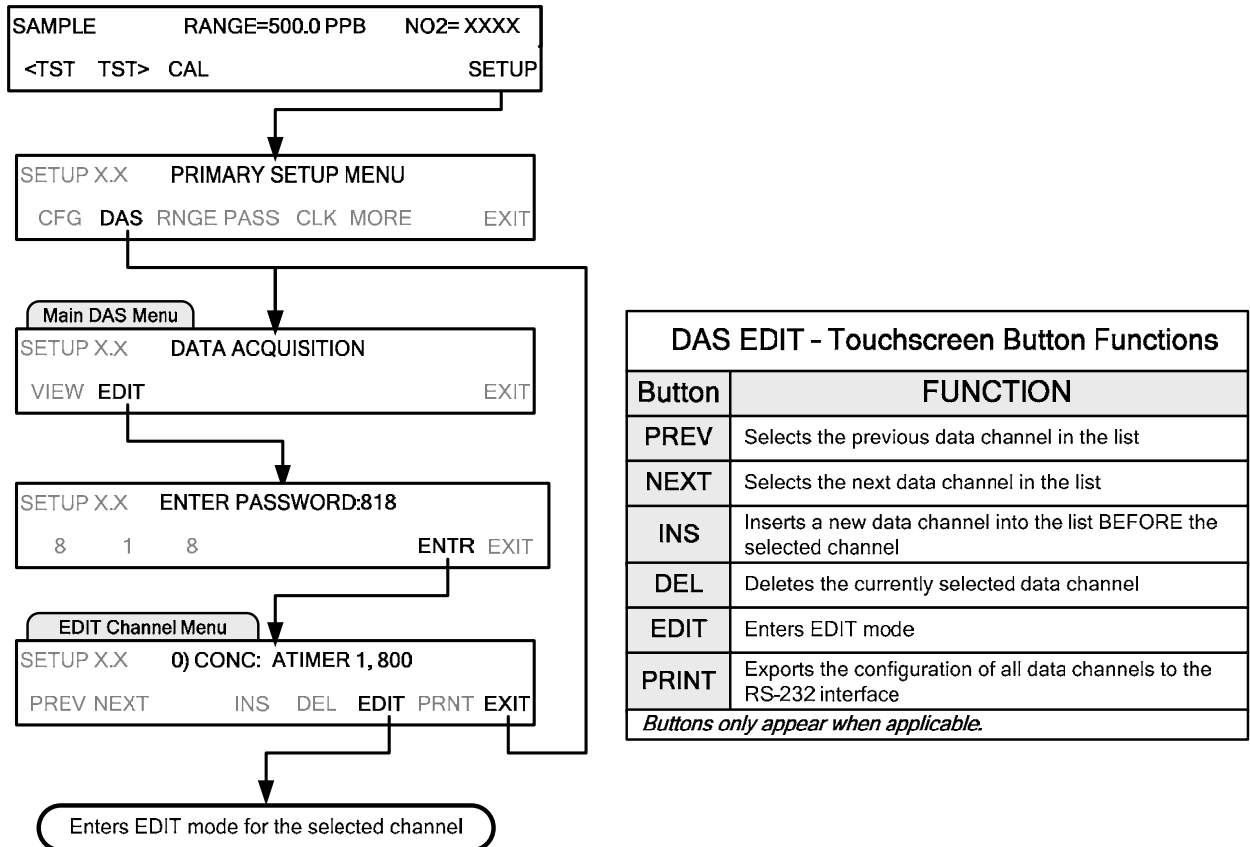 SAMPLE RANGE=500.0 PPB NO2= XXXX
<TST TST> CAL SETUP
SETUP X.X PRIMARY SETUP MENU
CFG DAS RNGE PASS CLK MORE EXIT
Main DAS Menu
SETUP X.X DATA ACQUISITION
VIEW EDIT EXIT
SETUP X.X ENTER PASSWORD:818
8 1 8 ENTR EXIT
EDIT Channel Menu
SETUP X.X 0) CONC: ATIMER 1, 800
PREV NEXT INS DEL EDIT PRNT EXIT
Enters EDIT mode for the selected channel
DAS EDIT – Touchscreen Button Functions
Button FUNCTION
PREV Selects the previous data channel in the list
NEXT Selects the next data channel in the list
INS Inserts a new data channel into the list BEFORE the
selected channel
DEL Deletes the currently selected data channel
EDIT Enters EDIT mode
PRINT Exports the configuration of all data channels to the
RS-232 interface
Buttons only appear when applicable.